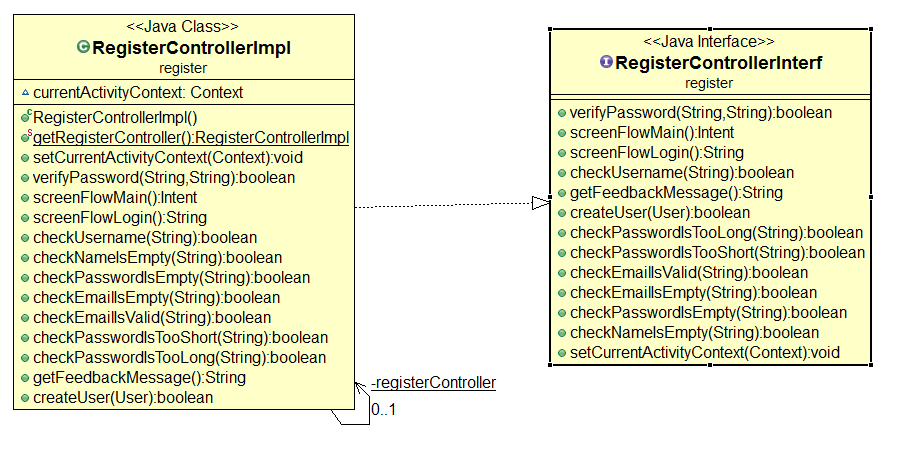 <<Java Class>>
RegisterControllerImpl
register
currentActivityContext: Context
RegisterControllerImpl()
getRegisterController():RegisterControllerImpl
setCurrentActivityContext(Context):void
verifyPassword(String,String):boolean
screenFlowMain():Intent
screenFlowLogin():String
checkUsername(String):boolean
checkNameIsEmpty(String):boolean
checkPasswordIsEmpty(String):boolean
checkEmailIsEmpty(String):boolean
checkEmailIsValid(String):boolean
checkPasswordIsTooShort(String):boolean
checkPasswordIsTooLong(String):boolean
getFeedbackMessage():String
createUser(User):boolean
-registerController
0..1
<<Java Interface>>
RegisterControllerInterf
register
verifyPassword(String,String):boolean
screenFlowMain():Intent
screenFlowLogin():String
checkUsername(String):boolean
getFeedbackMessage():String
createUser(User):boolean
checkPasswordIsTooLong(String):boolean
checkPasswordIsTooShort(String):boolean
checkEmailIsValid(String):boolean
checkEmailIsEmpty(String):boolean
checkPasswordIsEmpty(String):boolean
checkNameIsEmpty(String):boolean
setCurrentActivityContext(Context):void